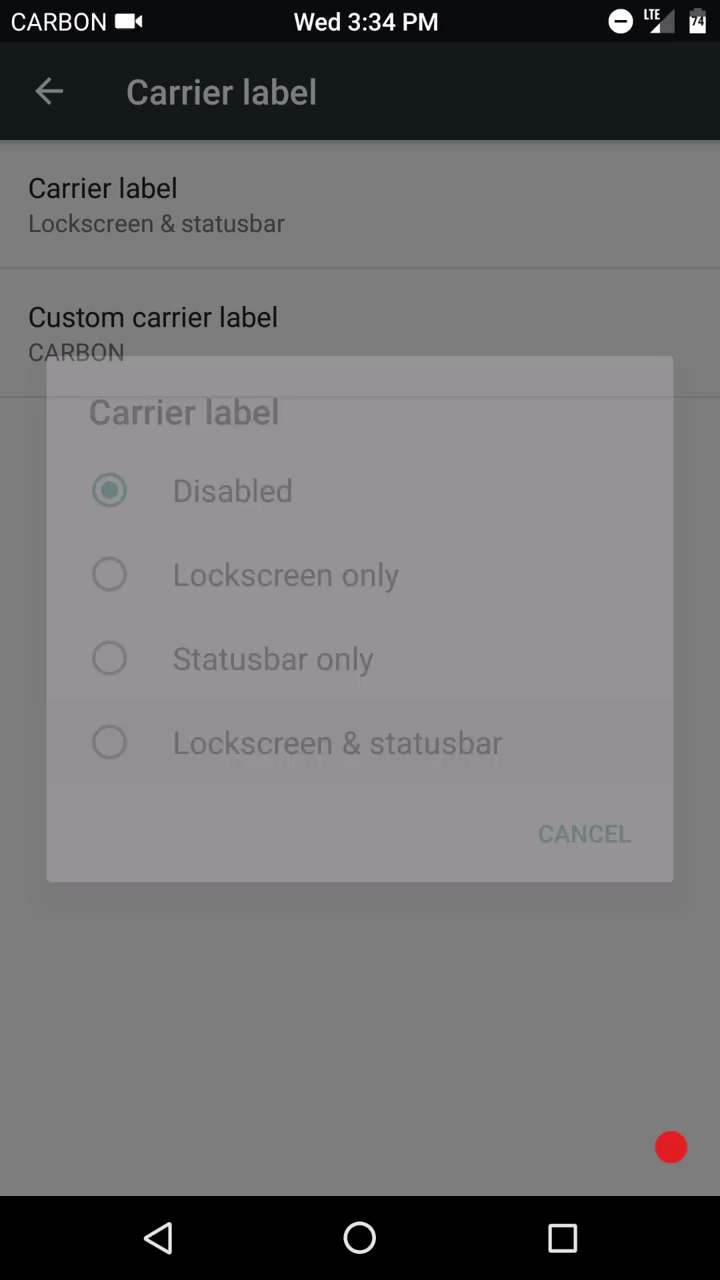 CARBON Wed 3:34 PM LTE 74
Carrier label
Carrier label
Lockscreen & statusbar
Custom carrier label
CARBON
Carrier label
Disabled
Lockscreen only
Statusbar only
Lockscreen & statusbar
CANCEL